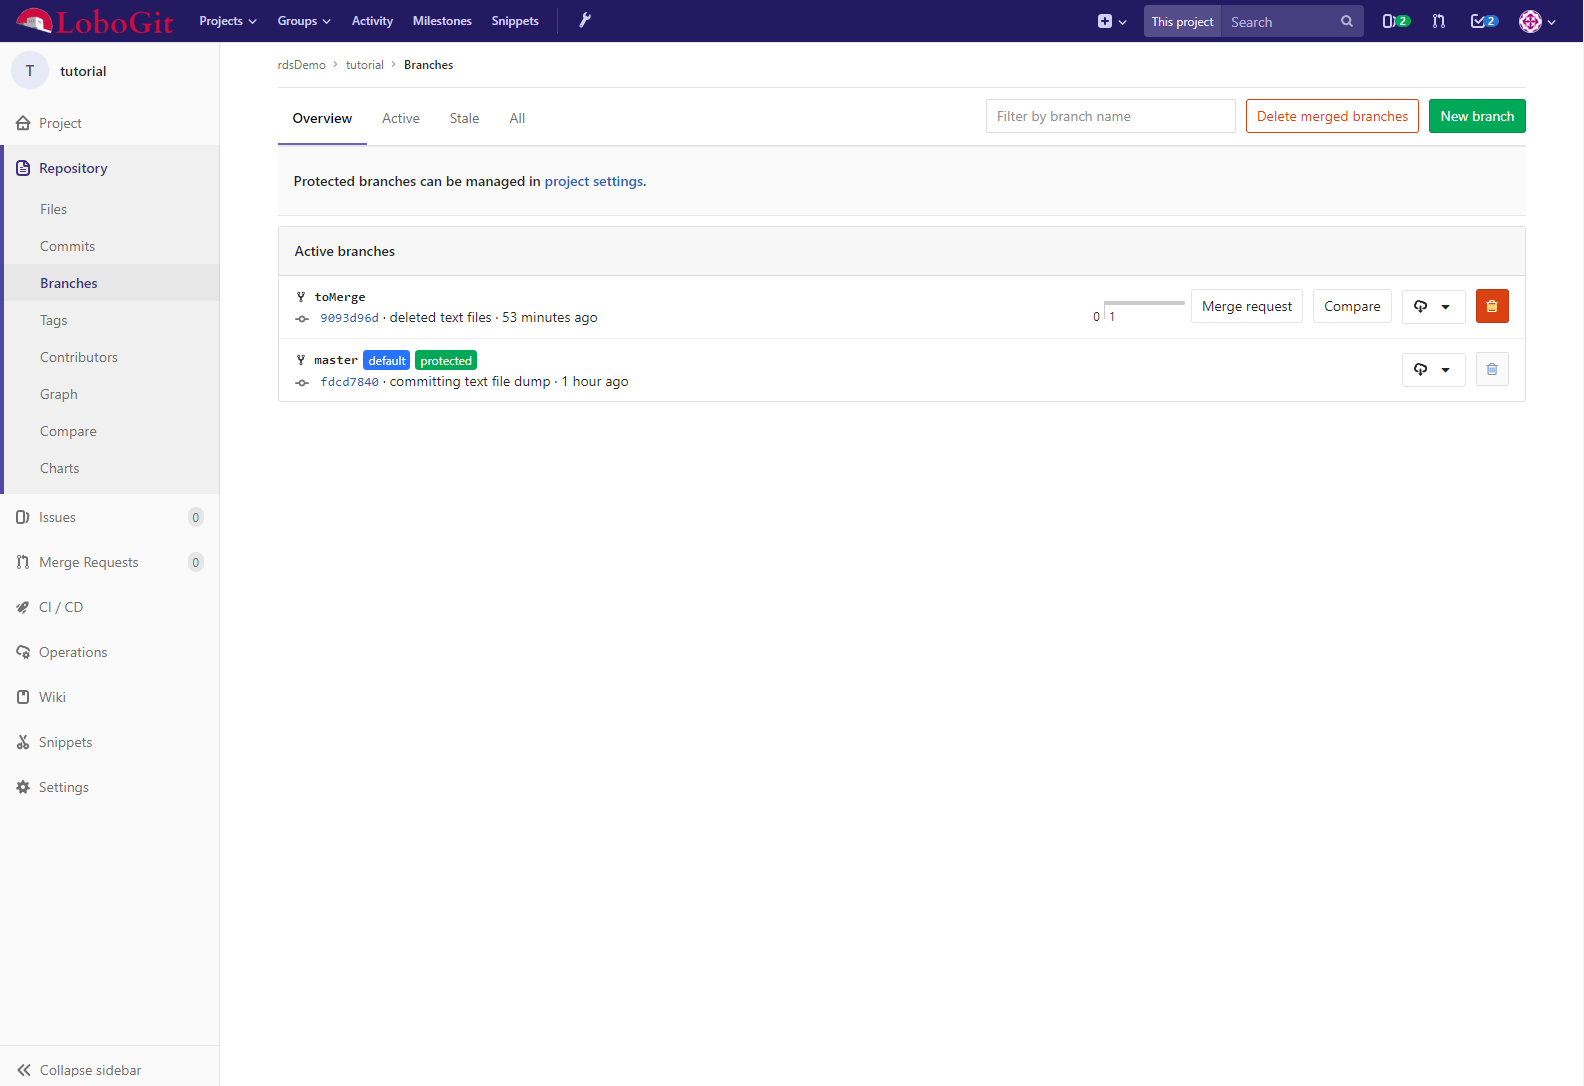 LoboGit Projects Groups Activity Milestones Snippets This project Search 2 2
T tutorial
rdsDemo › tutorial › Branches
Overview Active Stale All Filter by branch name Delete merged branches New branch
Protected branches can be managed in project settings.
Project
Repository
Files
Commits
Branches
Tags
Contributors
Graph
Compare
Charts
Issues 0
Merge Requests 0
CI / CD
Operations
Wiki
Snippets
Settings
Collapse sidebar
Active branches
toMerge
9093d96d · deleted text files · 53 minutes ago
0 1 Merge request Compare
master default protected
fdcd7840 · committing text file dump · 1 hour ago